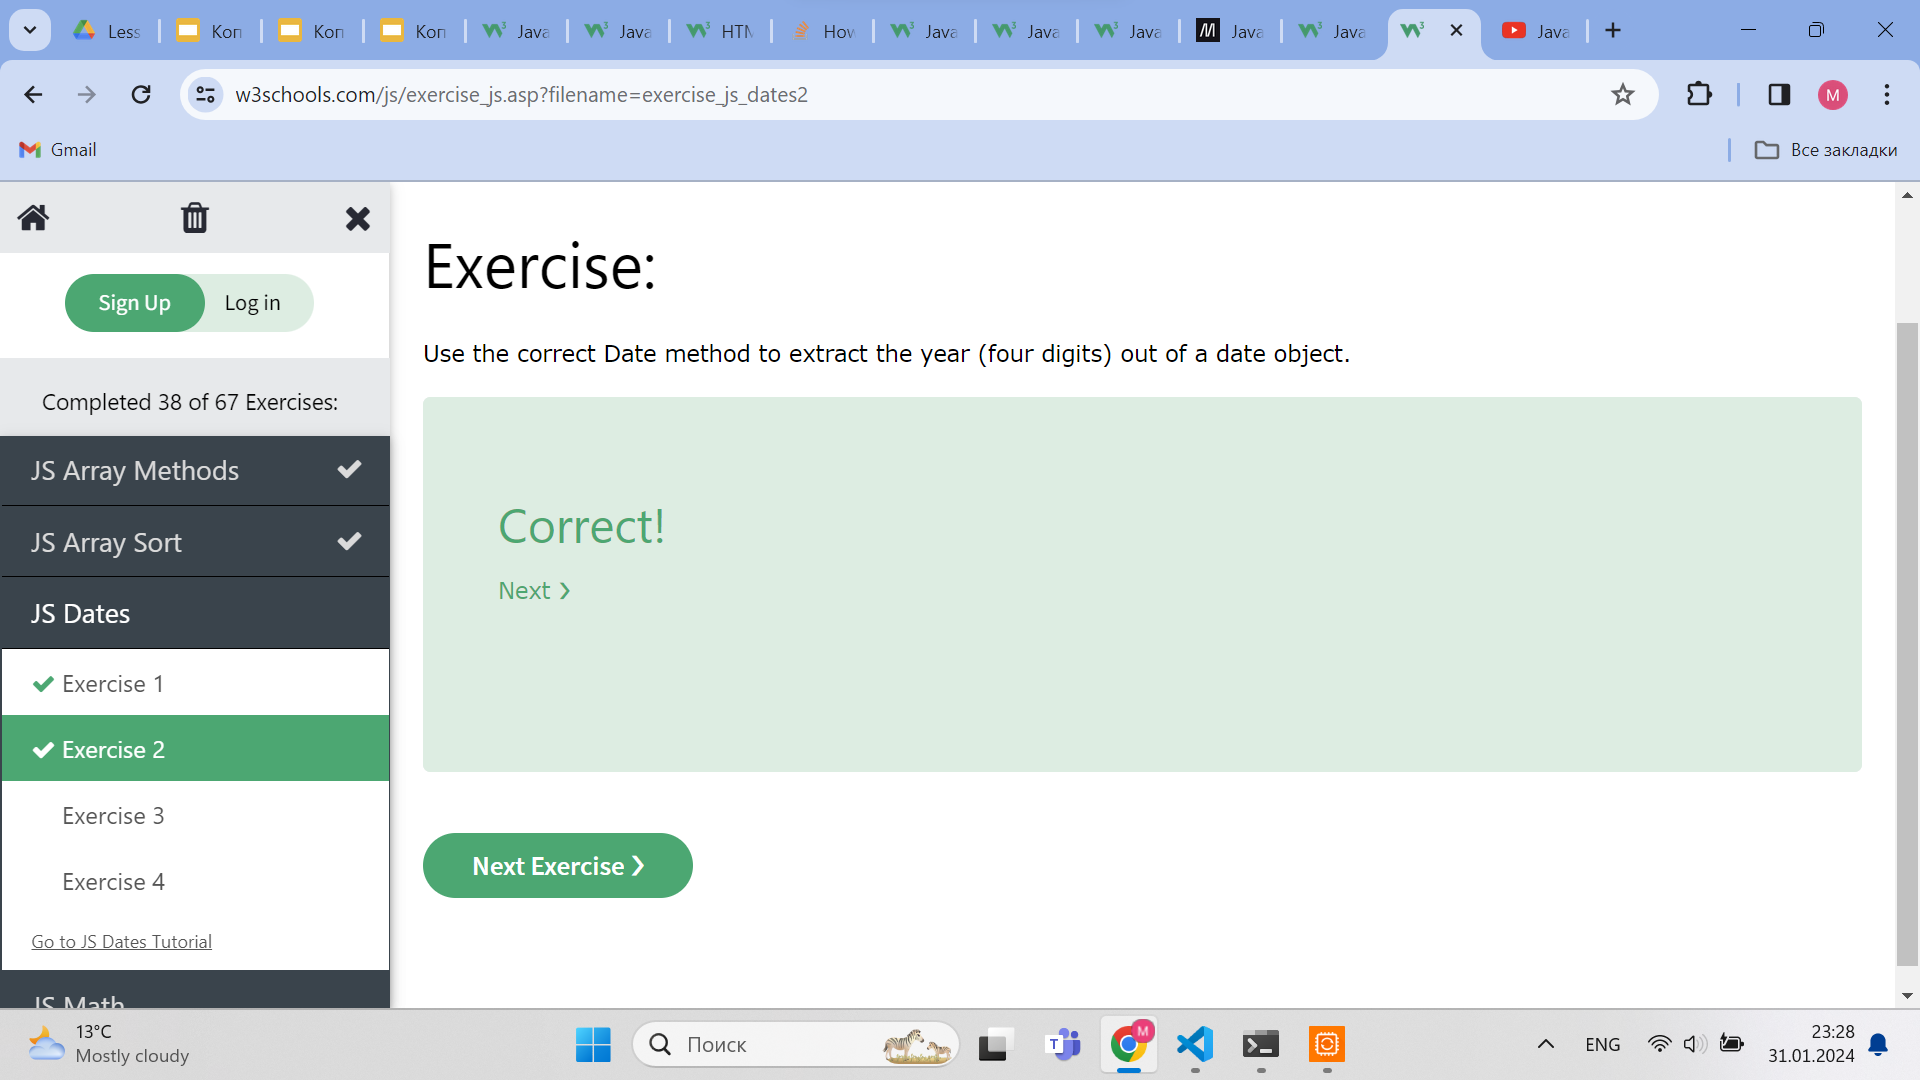 Less
Kon
Kon
Kon
Java
Java
HTM
How
Java
Java
Java
Java
Java
Java
w3schools.com/js/exercise_js.asp?filename=exercise_js_dates2
M
Gmail
Все закладки
Sign Up
Log in
Completed 38 of 67 Exercises:
JS Array Methods
JS Array Sort
JS Dates
Exercise 1
Exercise 2
Exercise 3
Exercise 4
Go to JS Dates Tutorial
JS Math
Exercise:
Use the correct Date method to extract the year (four digits) out of a date object.
Correct!
Next ❯
Next Exercise ❯
13°C
Mostly cloudy
Поиск
ENG
23:28
31.01.2024